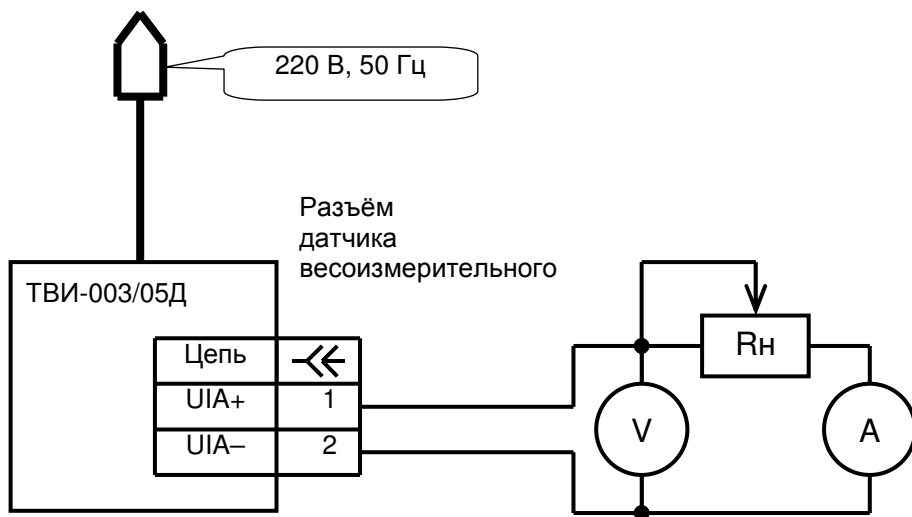 220 В, 50 Гц
Разъём
датчика
весоизмерительного
ТВИ-003/05Д
Цепь
UIA+ 1
UIA– 2
Rн
V
A